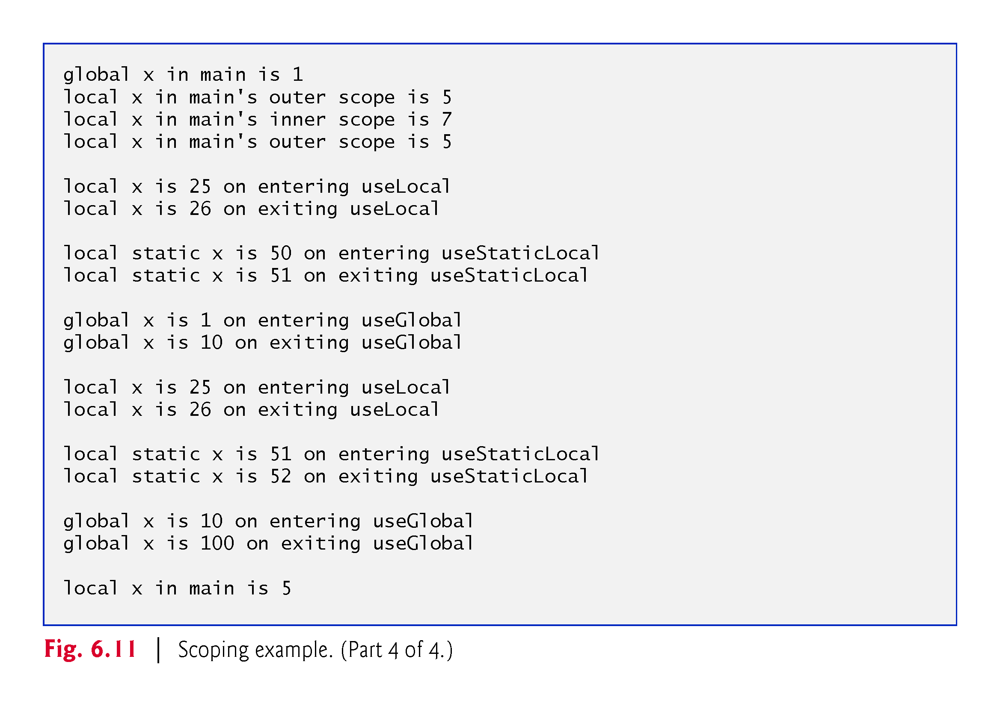 global x in main is 1
local x in main's outer scope is 5
local x in main's inner scope is 7
local x in main's outer scope is 5
local x is 25 on entering useLocal
local x is 26 on exiting useLocal
local static x is 50 on entering useStaticLocal
local static x is 51 on exiting useStaticLocal
global x is 1 on entering useGlobal
global x is 10 on exiting useGlobal
local x is 25 on entering useLocal
local x is 26 on exiting useLocal
local static x is 51 on entering useStaticLocal
local static x is 52 on exiting useStaticLocal
global x is 10 on entering useGlobal
global x is 100 on exiting useGlobal
local x in main is 5
Fig. 6.11 | Scoping example. (Part 4 of 4.)